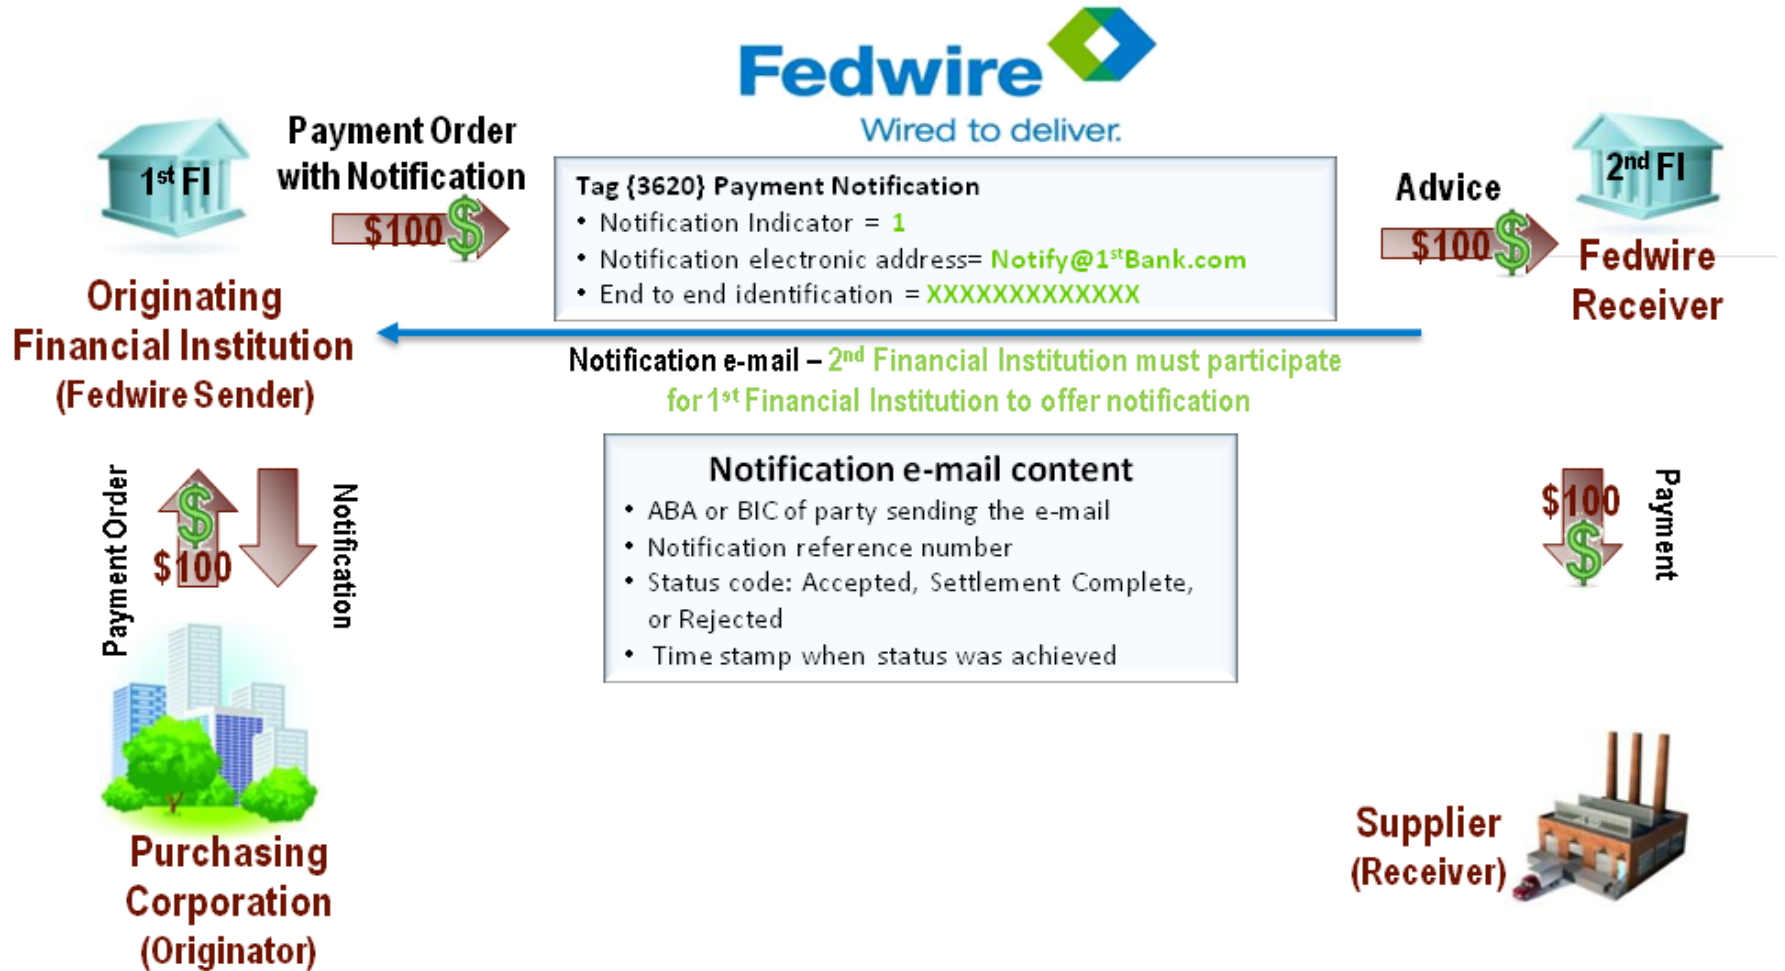 Fedwire
Wired to deliver.
1st FI
Payment Order
with Notification
$100 $
Tag {3620} Payment Notification
• Notification Indicator = 1
• Notification electronic address= Notify@1stBank.com
• End to end identification = XXXXXXXXXXXXX
Advice
$100 $
2nd FI
Fedwire
Receiver
Originating
Financial Institution
(Fedwire Sender)
Notification e-mail – 2nd Financial Institution must participate
for 1st Financial Institution to offer notification
Payment Order
$
$100
Notification
Notification e-mail content
• ABA or BIC of party sending the e-mail
• Notification reference number
• Status code: Accepted, Settlement Complete,
or Rejected
• Time stamp when status was achieved
$100
$
Payment
Purchasing
Corporation
(Originator)
Supplier
(Receiver)